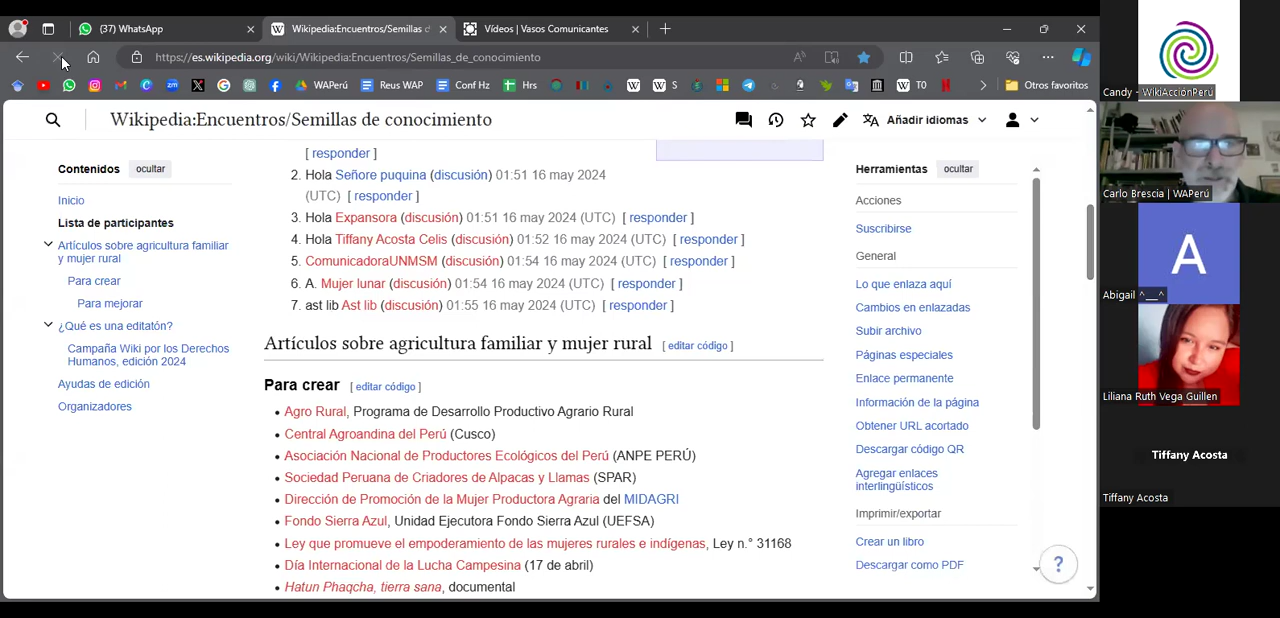 (37) WhatsApp
Wikipedia:Encuentros/Semillas d
Vídeos | Vasos Comunicantes
https://es.wikipedia.org/wiki/Wikipedia:Encuentros/Semillas_de_conocimiento
WAPerú
Reus WAP
Conf Hz
Hrs
W S
T0
Otros favoritos
Wikipedia:Encuentros/Semillas de conocimiento
Añadir idiomas
Contenidos
ocultar
Inicio
Lista de participantes
Artículos sobre agricultura familiar
y mujer rural
Para crear
Para mejorar
¿Qué es una editatón?
Campaña Wiki por los Derechos
Humanos, edición 2024
Ayudas de edición
Organizadores
[ responder ]
2. Hola Señore puquina (discusión) 01:51 16 may 2024
(UTC) [ responder ]
3. Hola Expansora (discusión) 01:51 16 may 2024 (UTC) [ responder ]
4. Hola Tiffany Acosta Celis (discusión) 01:52 16 may 2024 (UTC) [ responder ]
5. ComunicadoraUNMSM (discusión) 01:54 16 may 2024 (UTC) [ responder ]
6. A. Mujer lunar (discusión) 01:54 16 may 2024 (UTC) [ responder ]
7. ast lib Ast lib (discusión) 01:55 16 may 2024 (UTC) [ responder ]
Artículos sobre agricultura familiar y mujer rural [ editar código ]
Para crear [ editar código ]
• Agro Rural, Programa de Desarrollo Productivo Agrario Rural
• Central Agroandina del Perú (Cusco)
• Asociación Nacional de Productores Ecológicos del Perú (ANPE PERÚ)
• Sociedad Peruana de Criadores de Alpacas y Llamas (SPAR)
• Dirección de Promoción de la Mujer Productora Agraria del MIDAGRI
• Fondo Sierra Azul, Unidad Ejecutora Fondo Sierra Azul (UEFSA)
• Ley que promueve el empoderamiento de las mujeres rurales e indígenas, Ley n.° 31168
• Día Internacional de la Lucha Campesina (17 de abril)
• Hatun Phaqcha, tierra sana, documental
Herramientas
ocultar
Acciones
Suscribirse
General
Lo que enlaza aquí
Cambios en enlazadas
Subir archivo
Páginas especiales
Enlace permanente
Información de la página
Obtener URL acortado
Descargar código QR
Agregar enlaces
interlingüísticos
Imprimir/exportar
Crear un libro
Descargar como PDF
?
Candy - WikiAcciónPerú
Carlo Brescia | WAPerú
A
Abigail ^__^
Liliana Ruth Vega Guillen
Tiffany Acosta
Tiffany Acosta